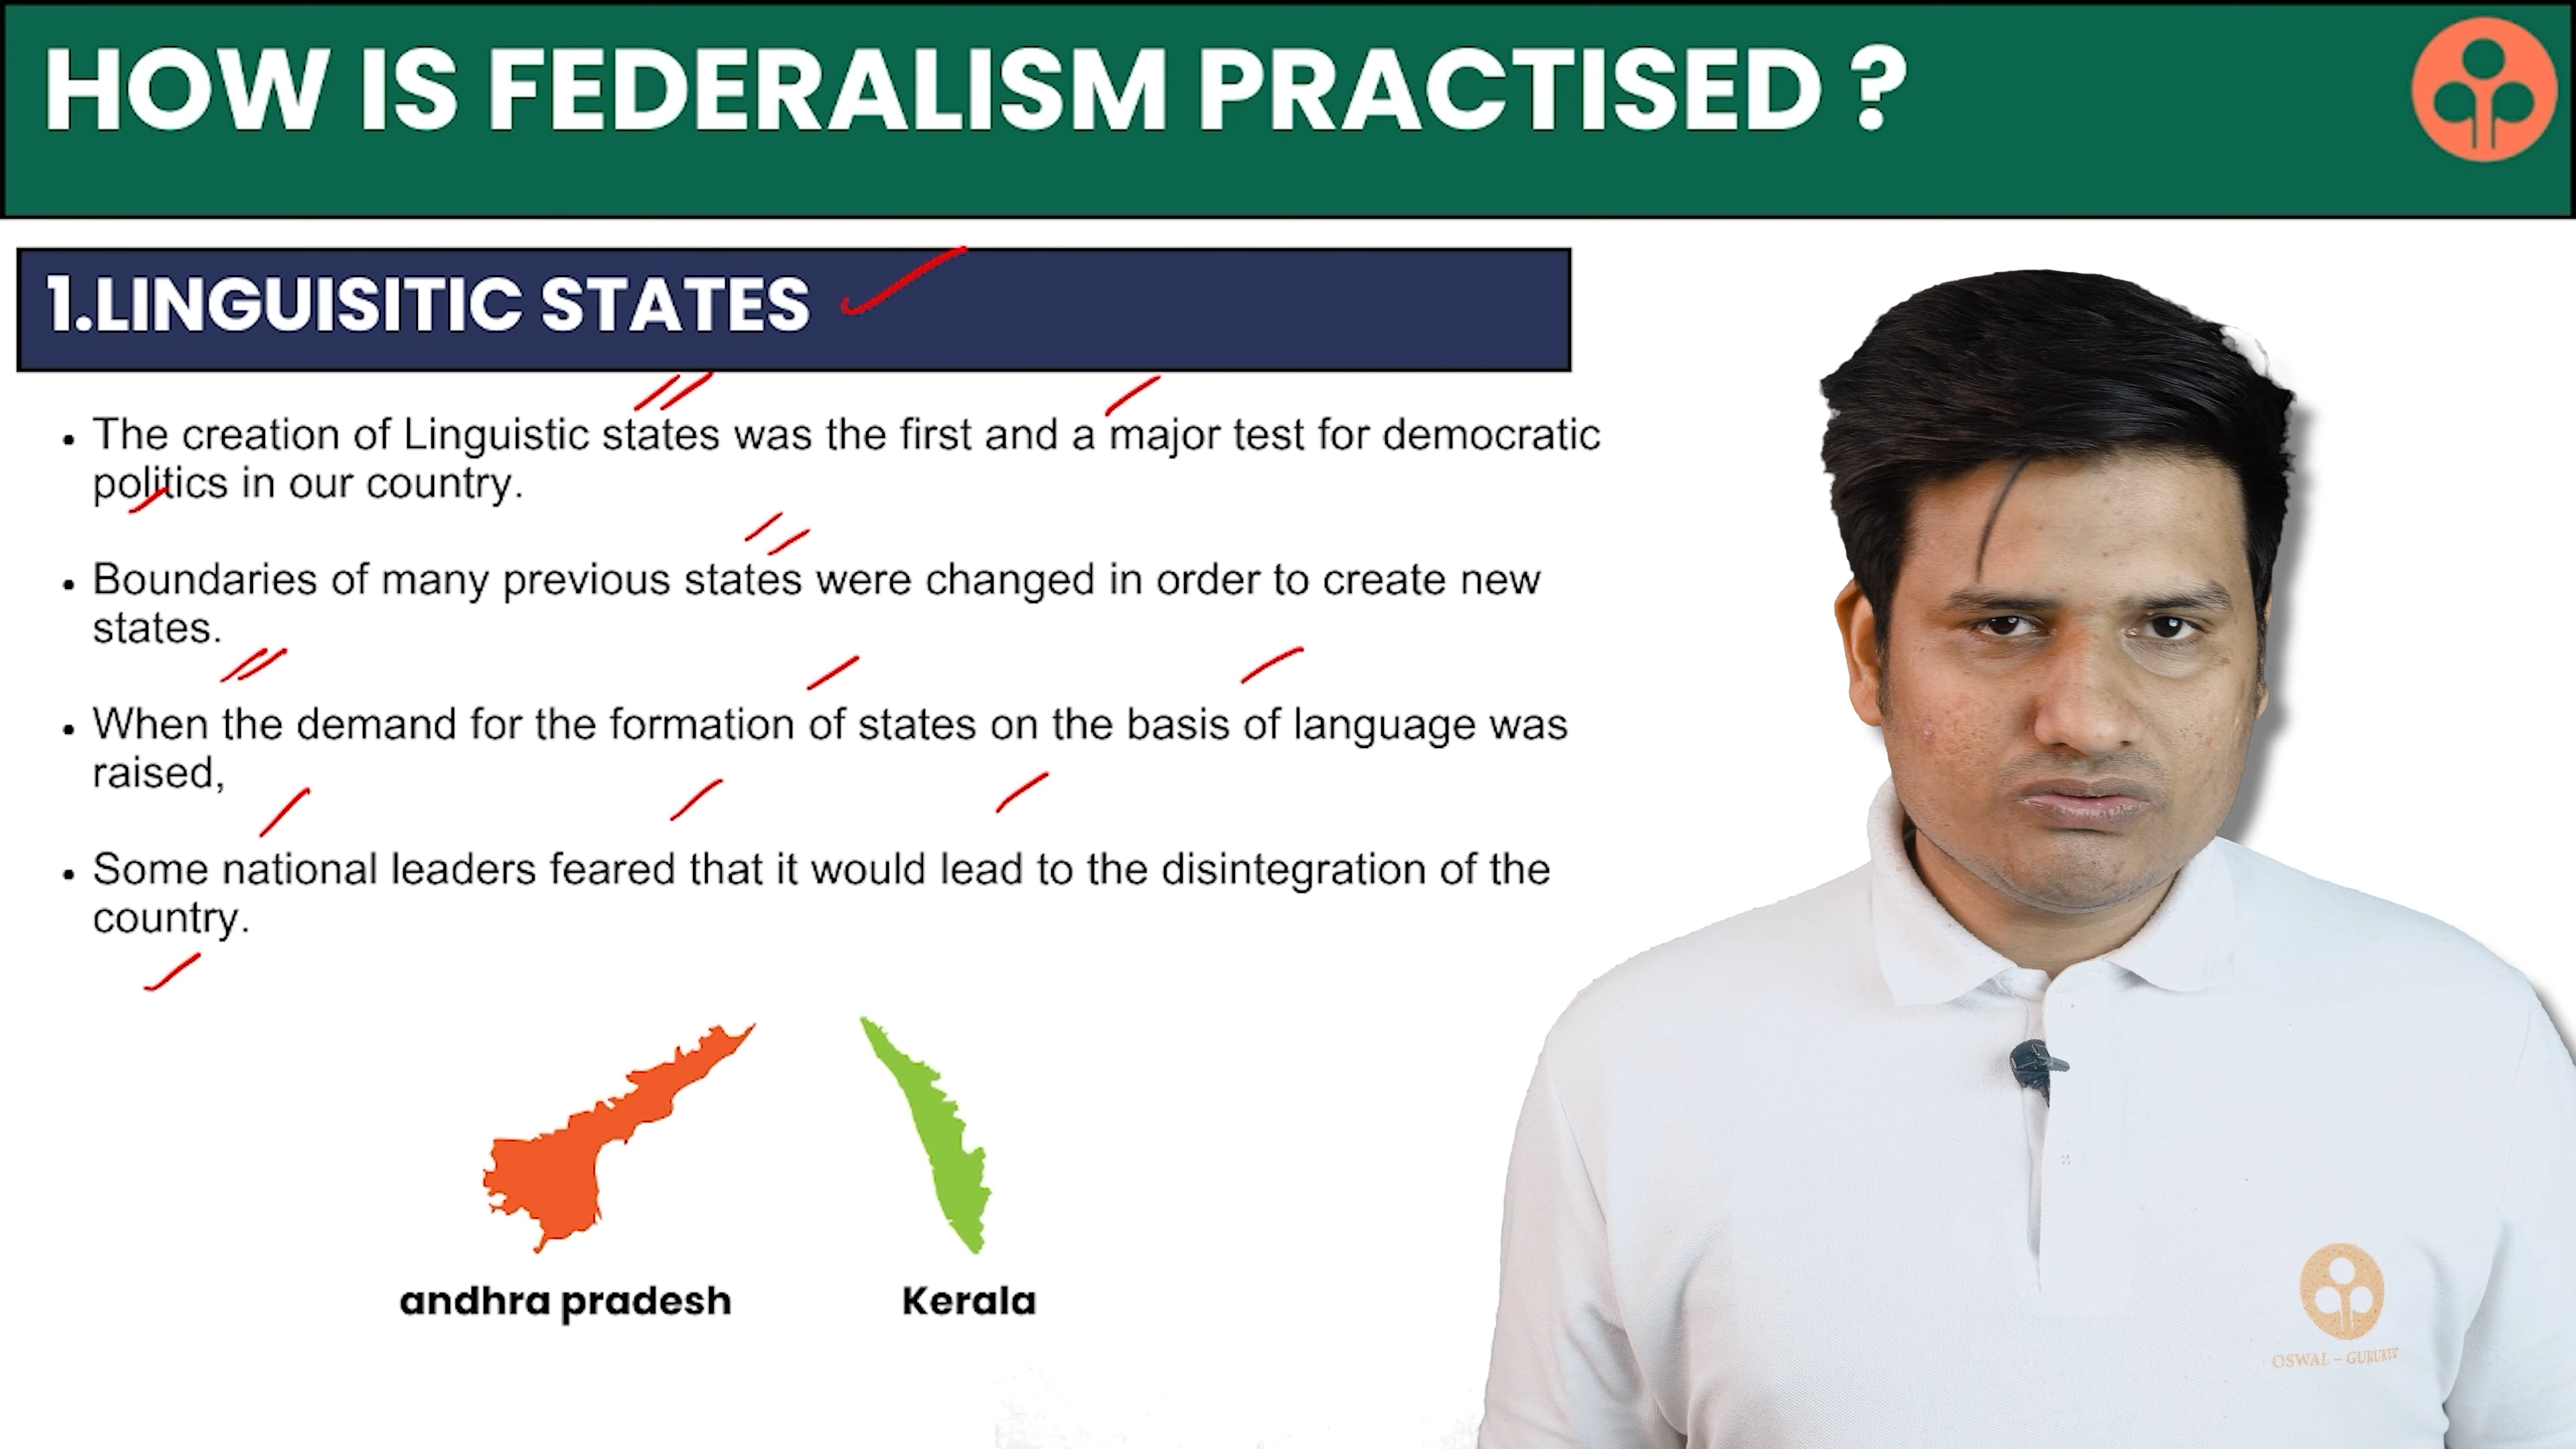 HOW IS FEDERALISM PRACTISED ?
1.LINGUISITIC STATES
• The creation of Linguistic states was the first and a major test for democratic
politics in our country.
• Boundaries of many previous states were changed in order to create new
states.
• When the demand for the formation of states on the basis of language was
raised,
• Some national leaders feared that it would lead to the disintegration of the
country.
andhra pradesh
Kerala
OSWAL - GURUKUL